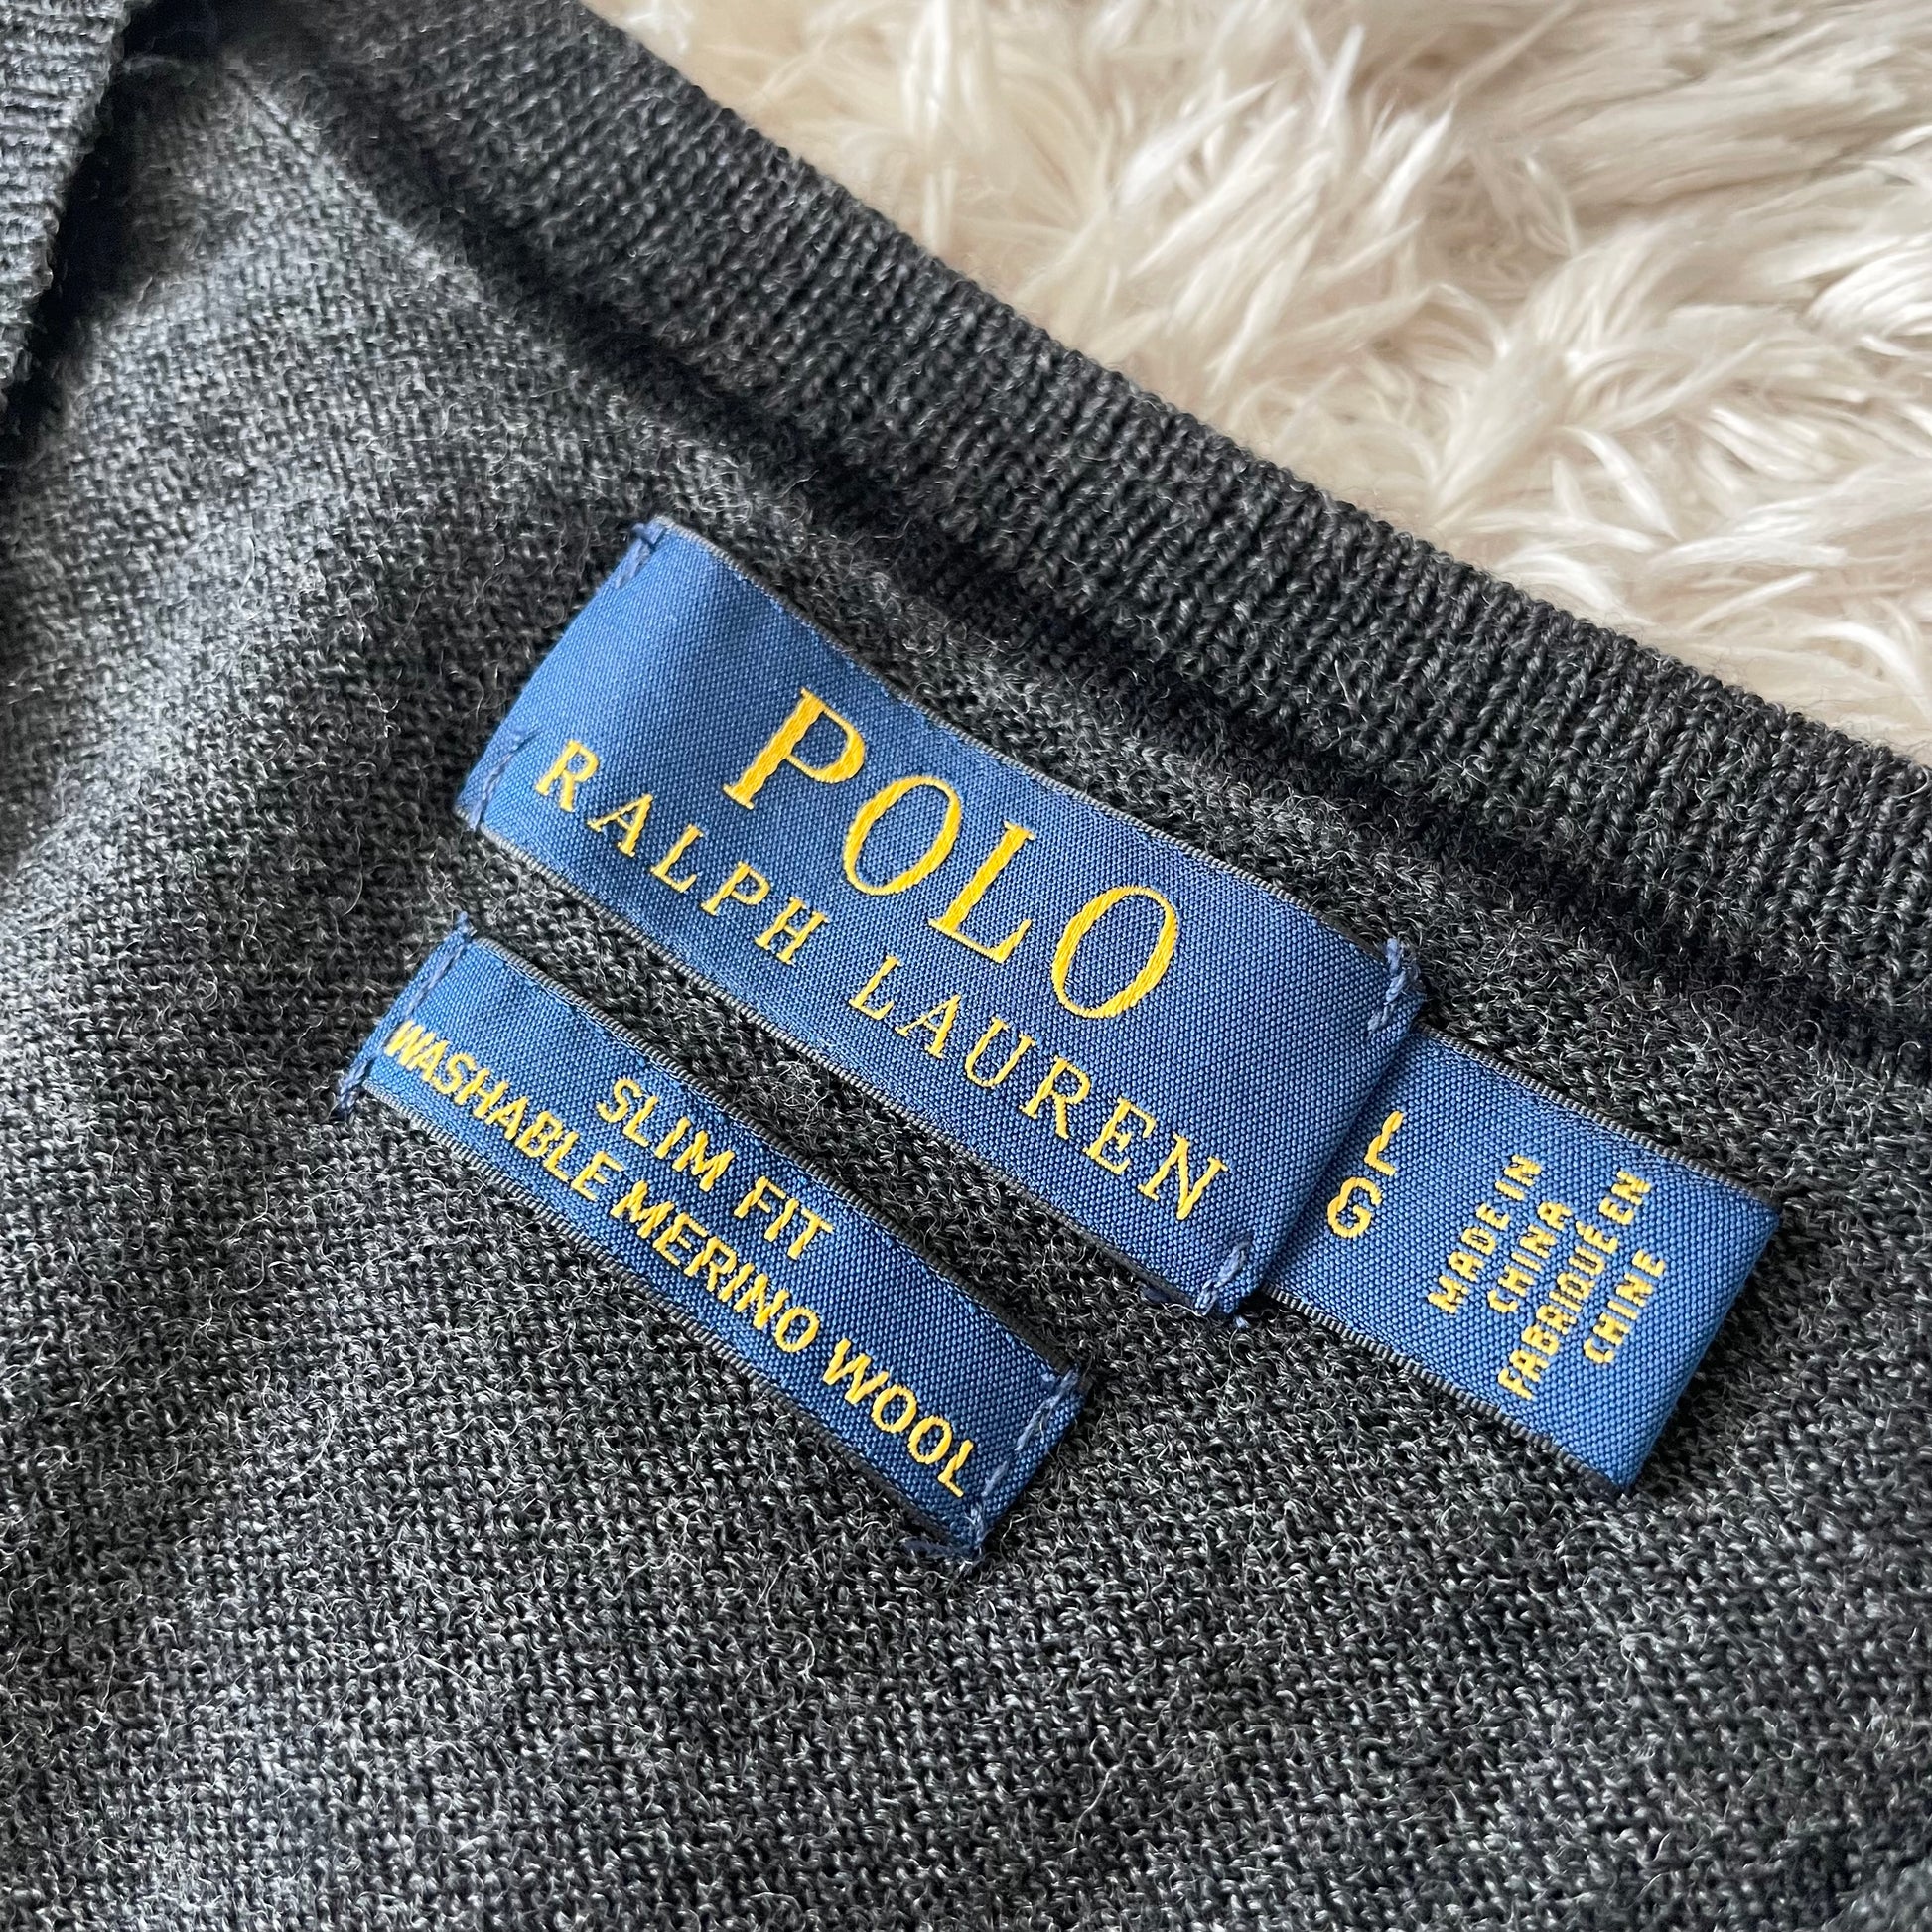 POLO
RALPH LAUREN
L
G
MADE IN
CHINA
FABRIQUÉ EN
CHINE
SLIM FIT
WASHABLE MERINO WOOL